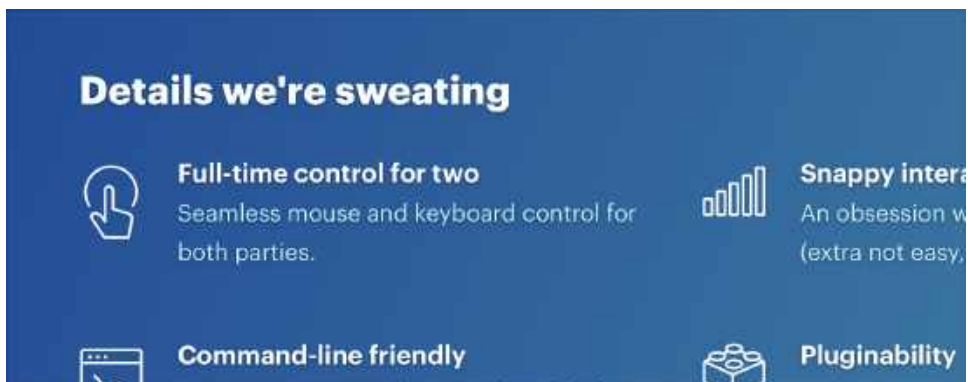 Details we're sweating
Full-time control for two
Seamless mouse and keyboard control for
both parties.
Snappy
An obsession
(extra not easy,
Command-line friendly
Pluginability